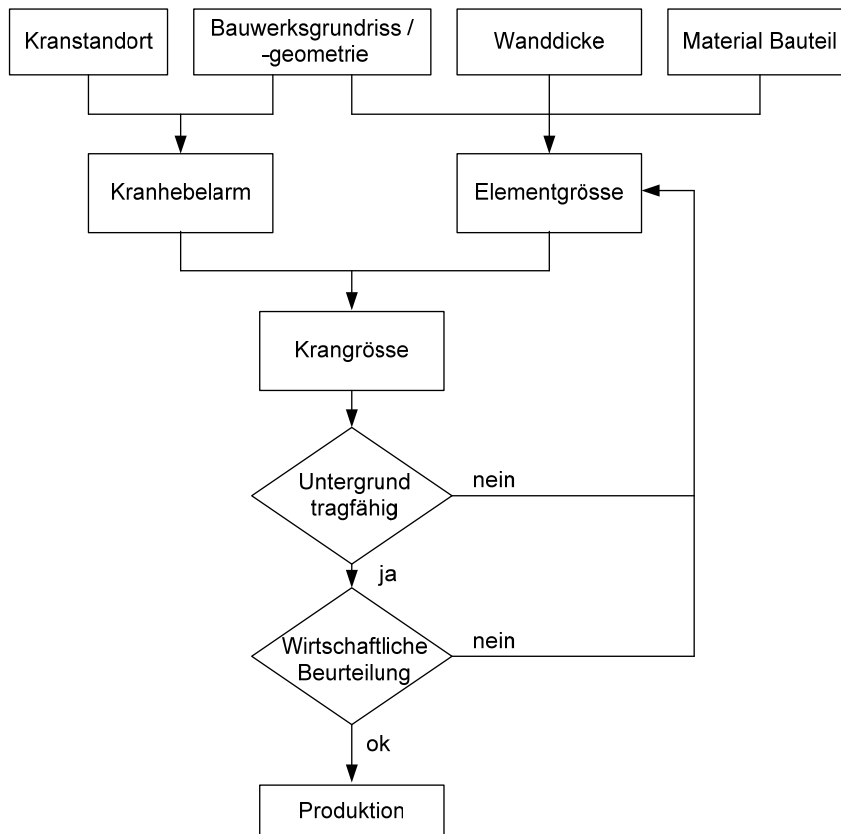 Kranstandort
Bauwerksgrundriss /
-geometrie
Wanddicke
Material Bauteil
Kranhebelarm
Elementgrösse
Krangrösse
Untergrund
tragfähig
nein
ja
Wirtschaftliche
Beurteilung
nein
ok
Produktion